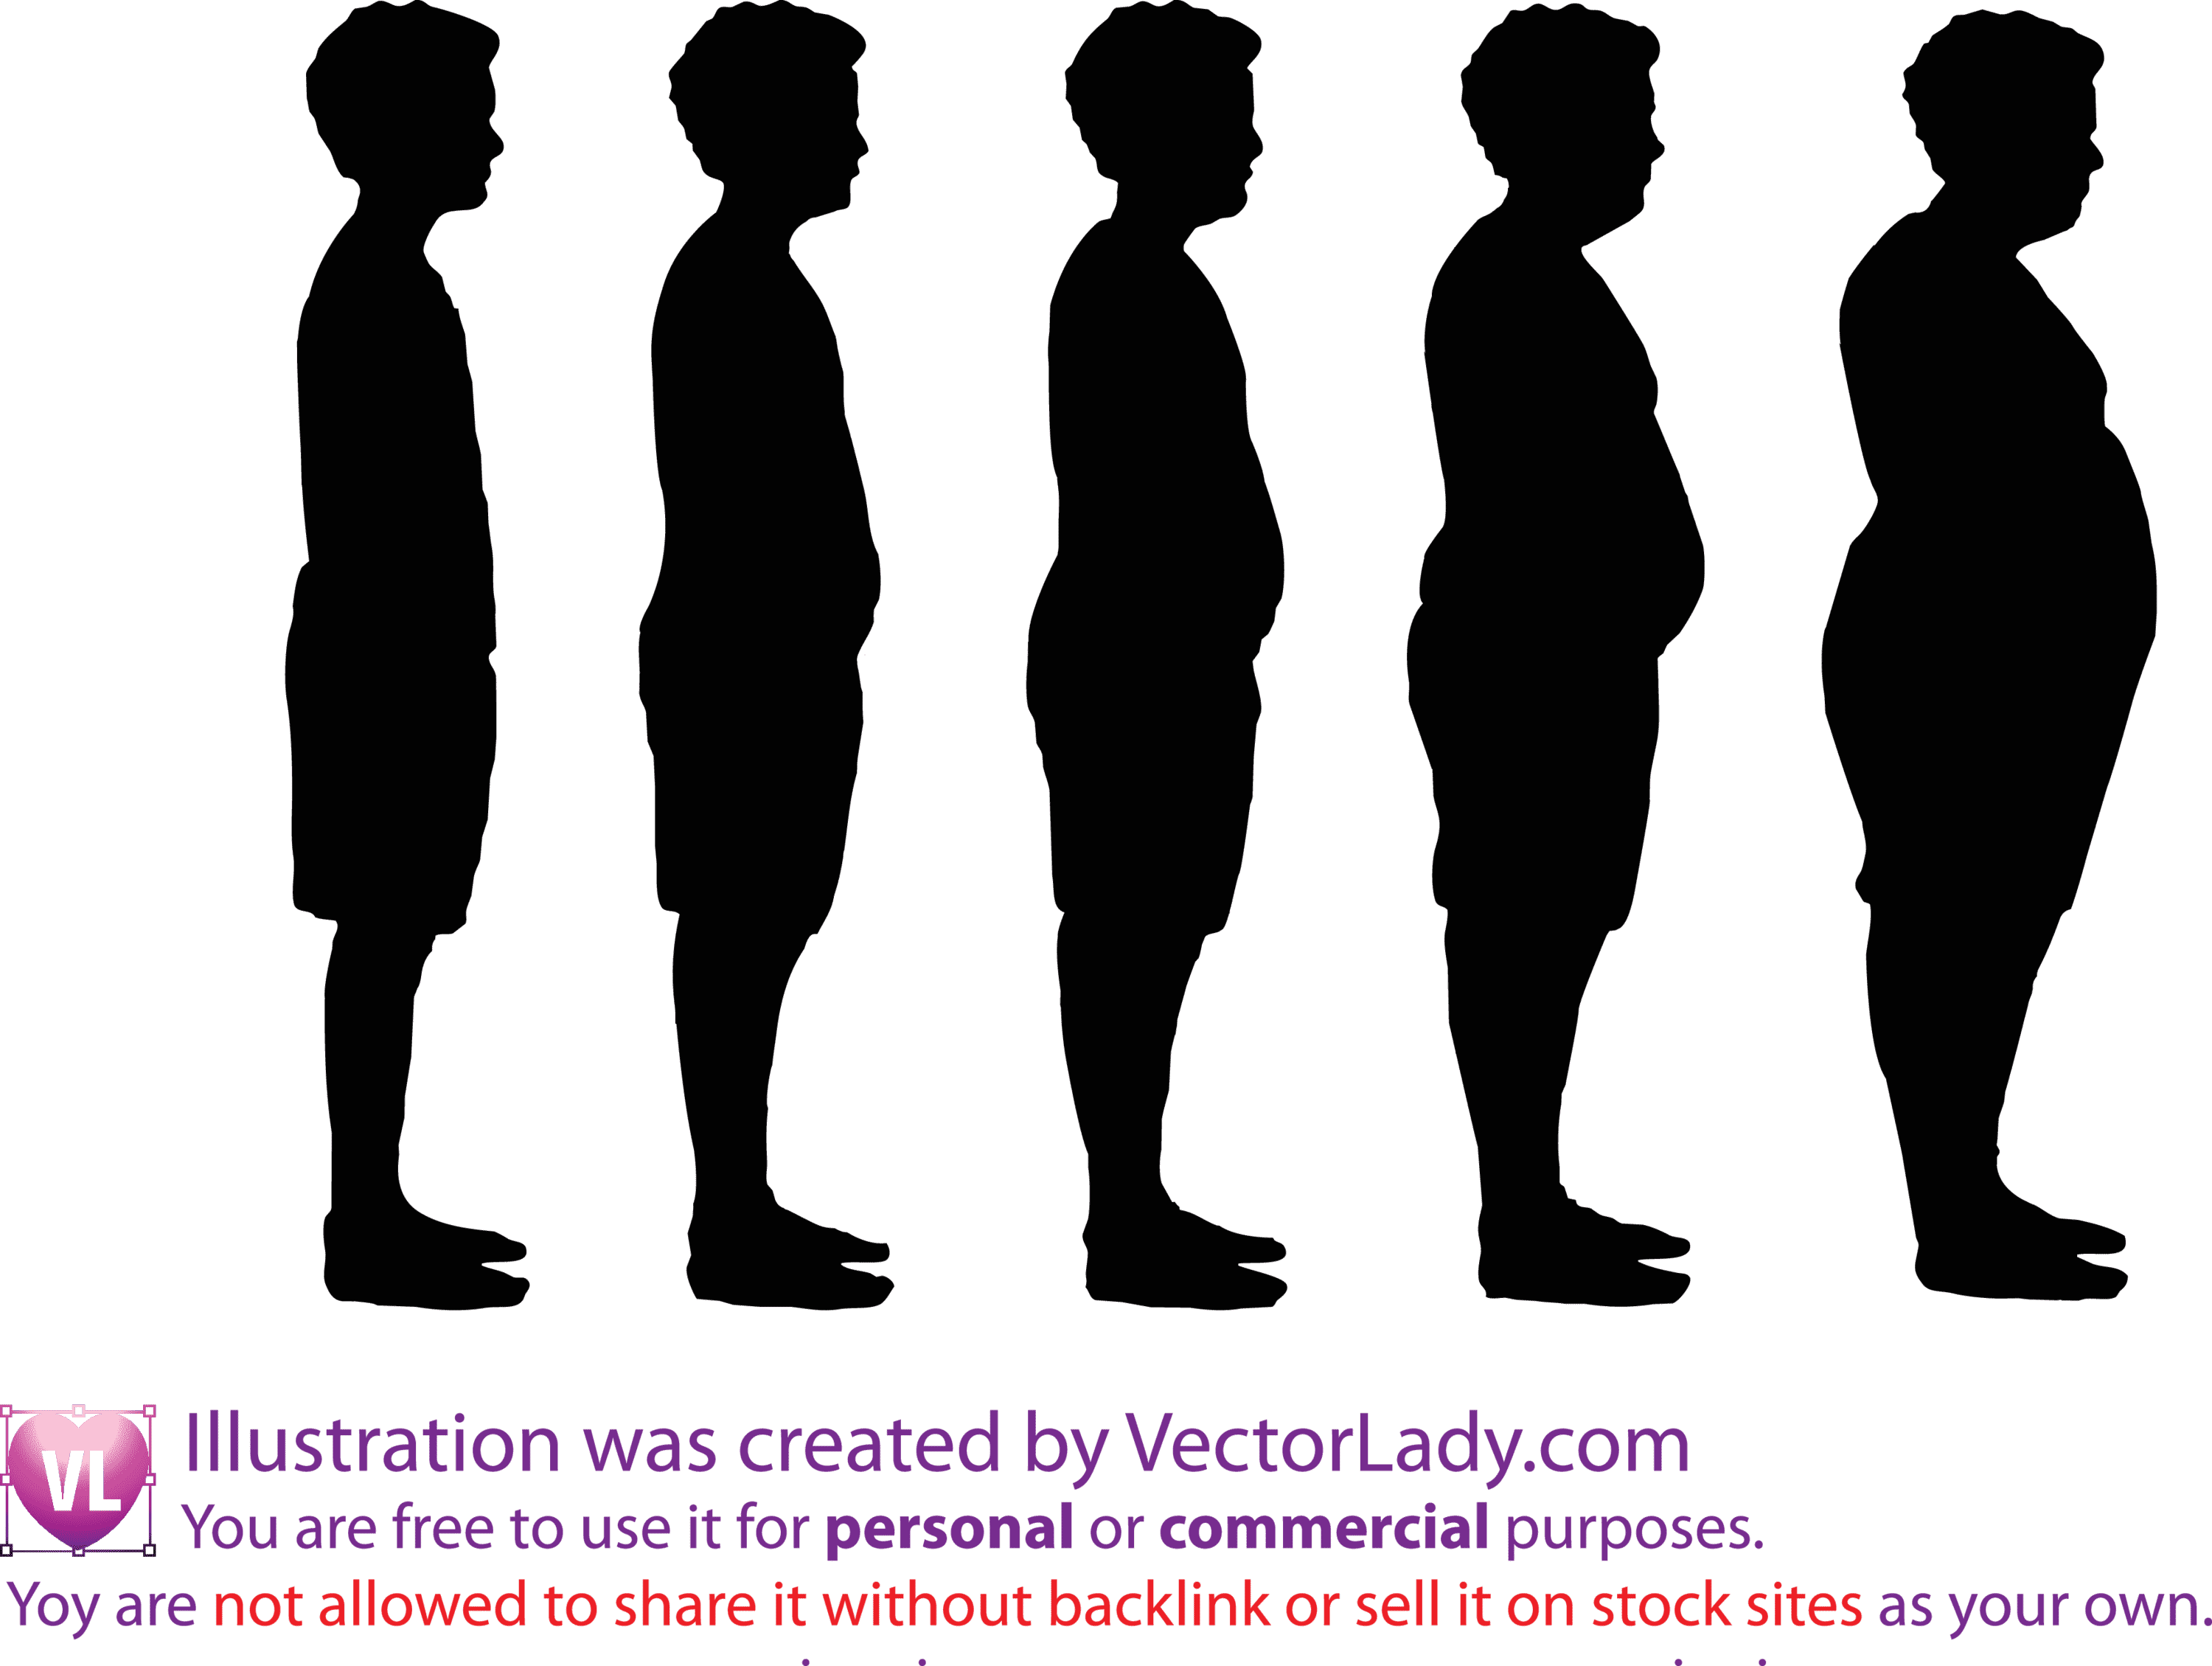 VL
Illustration was created by VectorLady.com
You are free to use it for personal or commercial purposes.
Yoy are not allowed to share it without backlink or sell it on stock sites as your own.